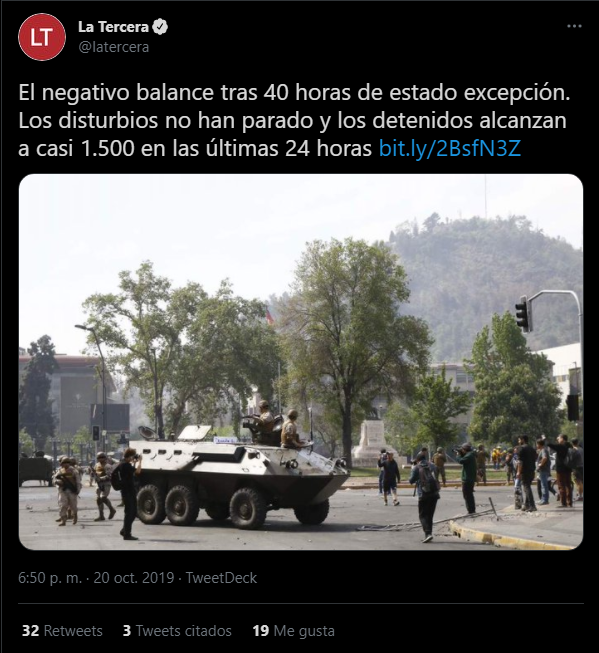 LT
La Tercera
@latercera
El negativo balance tras 40 horas de estado excepción.
Los disturbios no han parado y los detenidos alcanzan
a casi 1.500 en las últimas 24 horas bit.ly/2BsfN3Z
6:50 p. m. · 20 oct. 2019 · TweetDeck
32 Retweets 3 Tweets citados 19 Me gusta